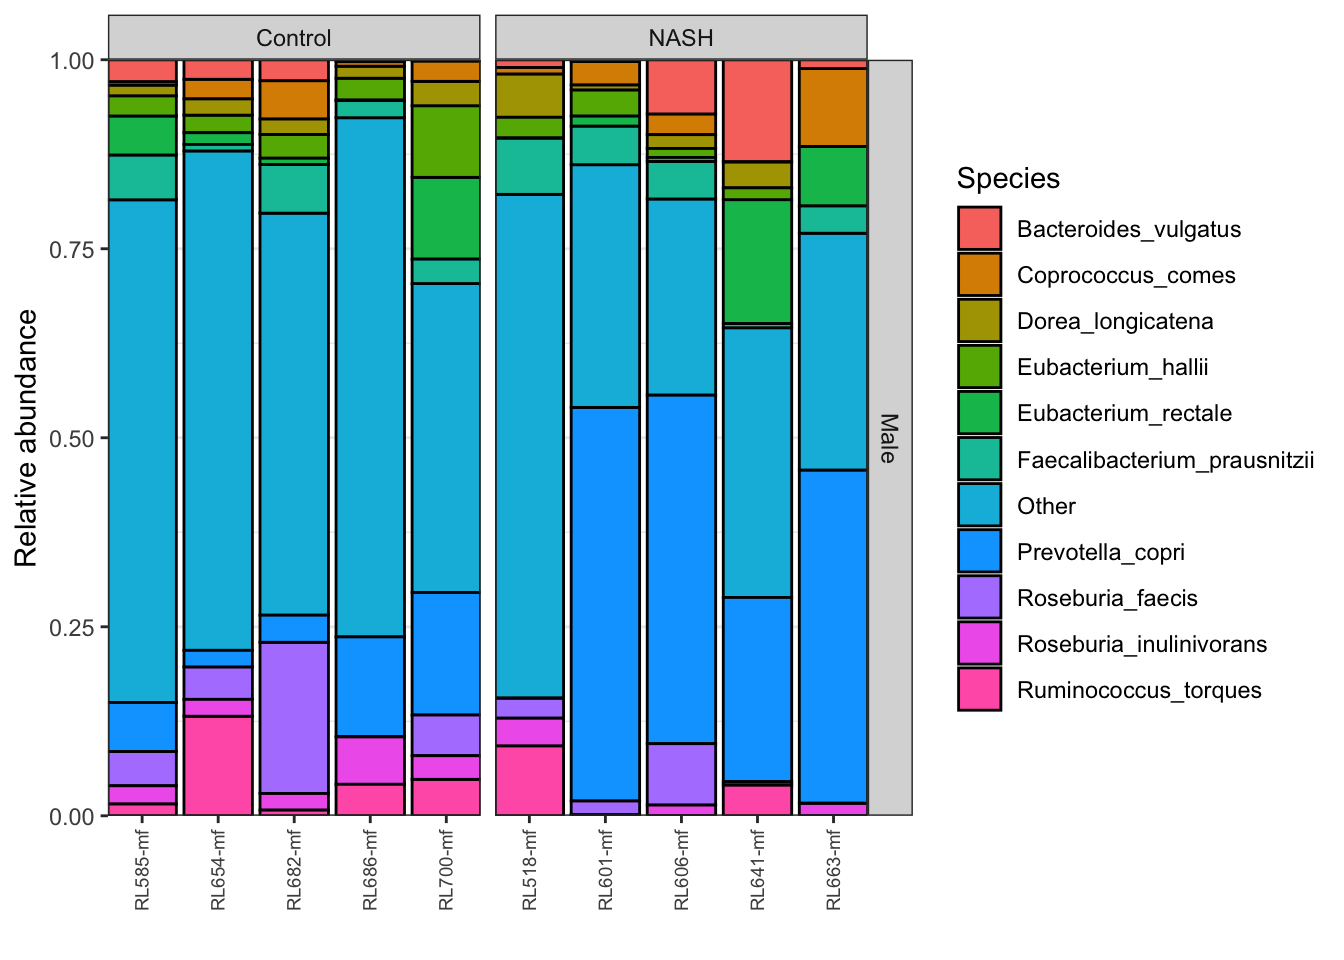 Control
NASH
Male
Relative abundance
1.00
0.75
0.50
0.25
0.00
RL585-mf
RL654-mf
RL682-mf
RL686-mf
RL700-mf
RL518-mf
RL601-mf
RL606-mf
RL641-mf
RL663-mf
Species
Bacteroides_vulgatus
Coprococcus_comes
Dorea_longicatena
Eubacterium_hallii
Eubacterium_rectale
Faecalibacterium_prausnitzii
Other
Prevotella_copri
Roseburia_faecis
Roseburia_inulinivorans
Ruminococcus_torques